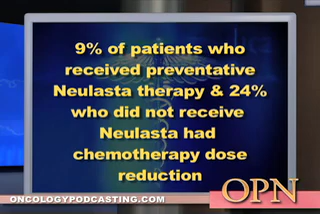 9% of patients who
received preventative
Neulasta therapy & 24%
who did not receive
Neulasta had
chemotherapy dose
reduction
OPN
ONCOLOGYPODCASTING.COM